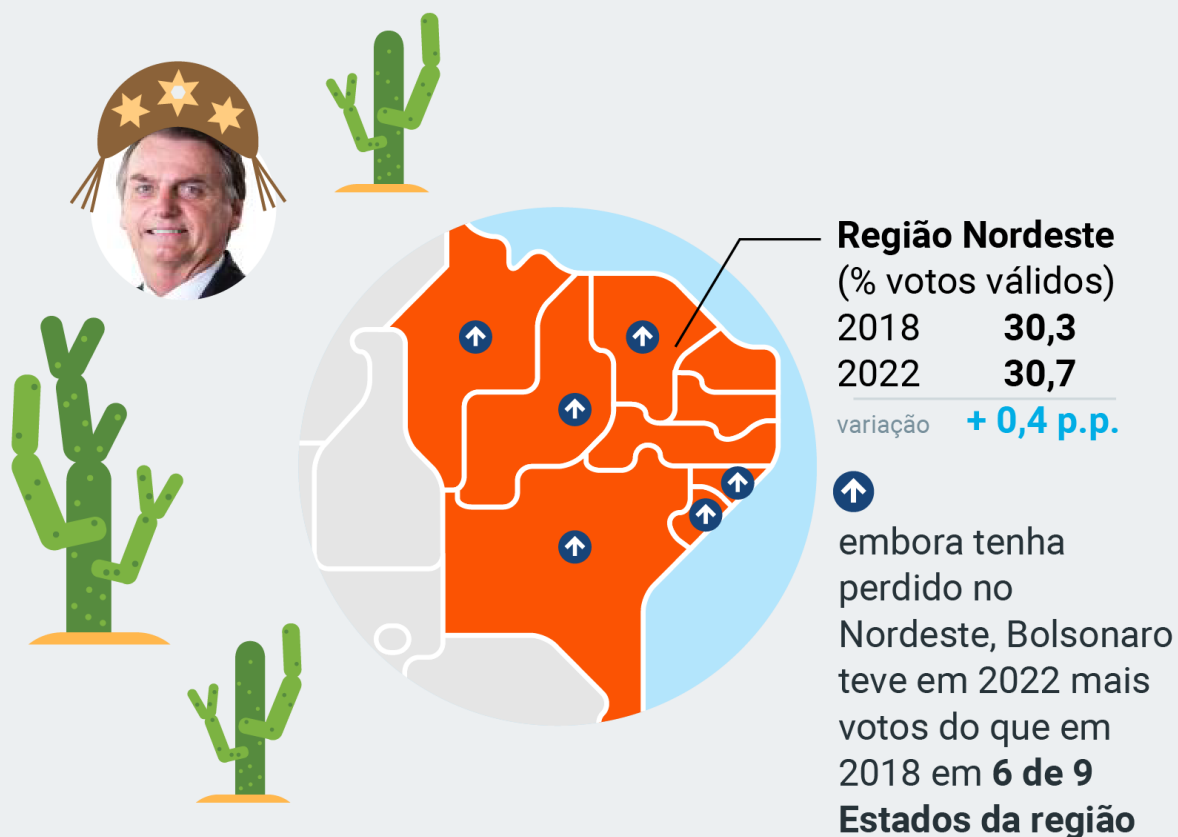 Região Nordeste
(% votos válidos)
2018 30,3
2022 30,7
variação + 0,4 p.p.
embora tenha
perdido no
Nordeste, Bolsonaro
teve em 2022 mais
votos do que em
2018 em 6 de 9
Estados da região